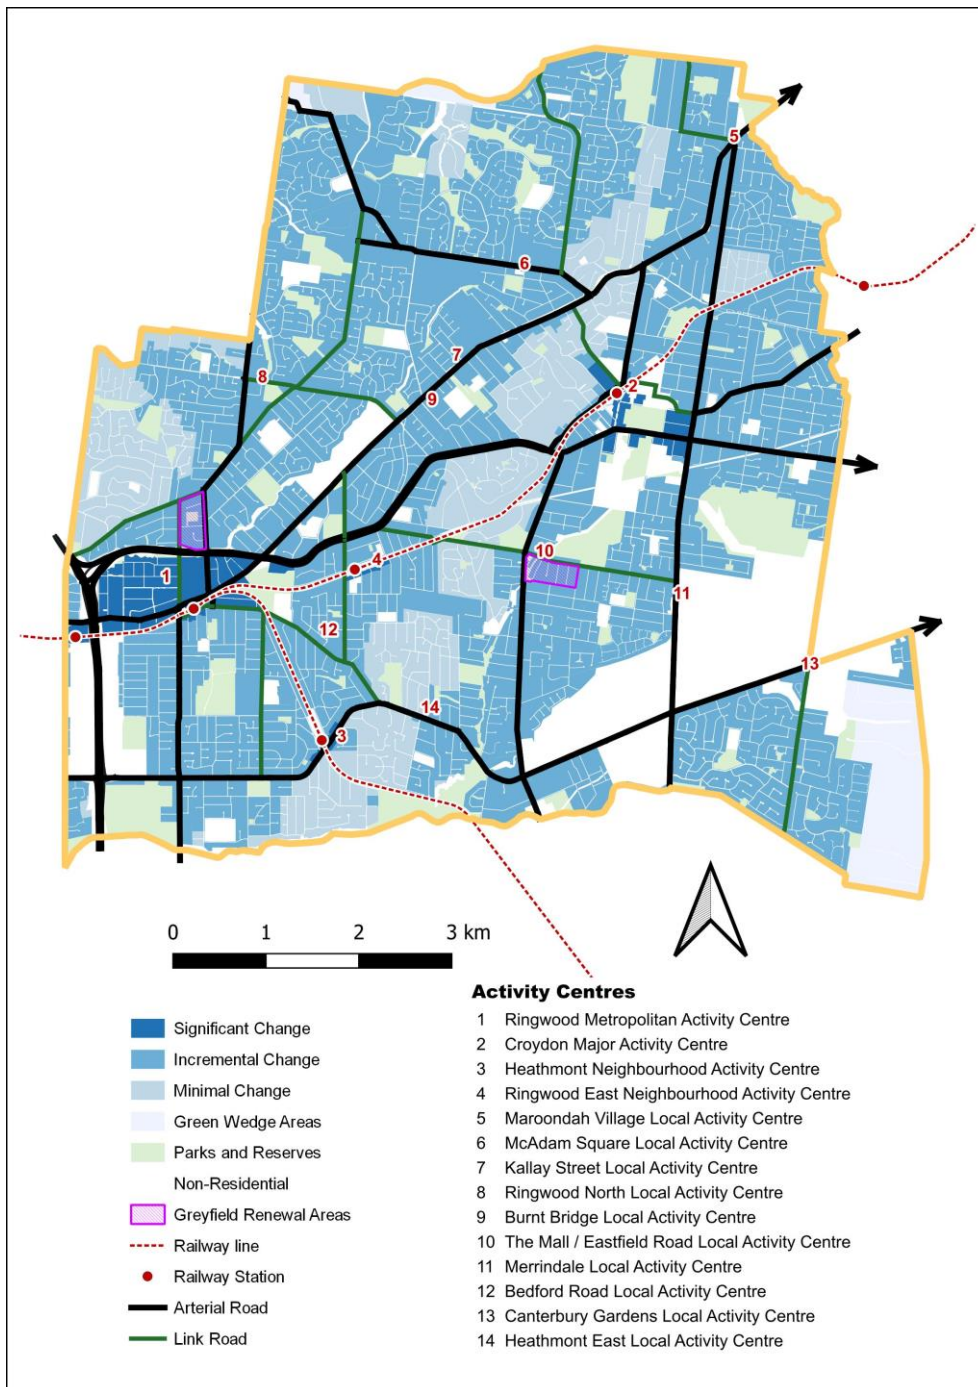 5
6
7
2
8
9
10
4
1
11
12
13
14
3
0 1 2 3 km
Significant Change
Incremental Change
Minimal Change
Green Wedge Areas
Parks and Reserves
Non-Residential
Greyfield Renewal Areas
Railway line
Railway Station
Arterial Road
Link Road
Activity Centres
1 Ringwood Metropolitan Activity Centre
2 Croydon Major Activity Centre
3 Heathmont Neighbourhood Activity Centre
4 Ringwood East Neighbourhood Activity Centre
5 Maroondah Village Local Activity Centre
6 McAdam Square Local Activity Centre
7 Kallay Street Local Activity Centre
8 Ringwood North Local Activity Centre
9 Burnt Bridge Local Activity Centre
10 The Mall / Eastfield Road Local Activity Centre
11 Merrindale Local Activity Centre
12 Bedford Road Local Activity Centre
13 Canterbury Gardens Local Activity Centre
14 Heathmont East Local Activity Centre